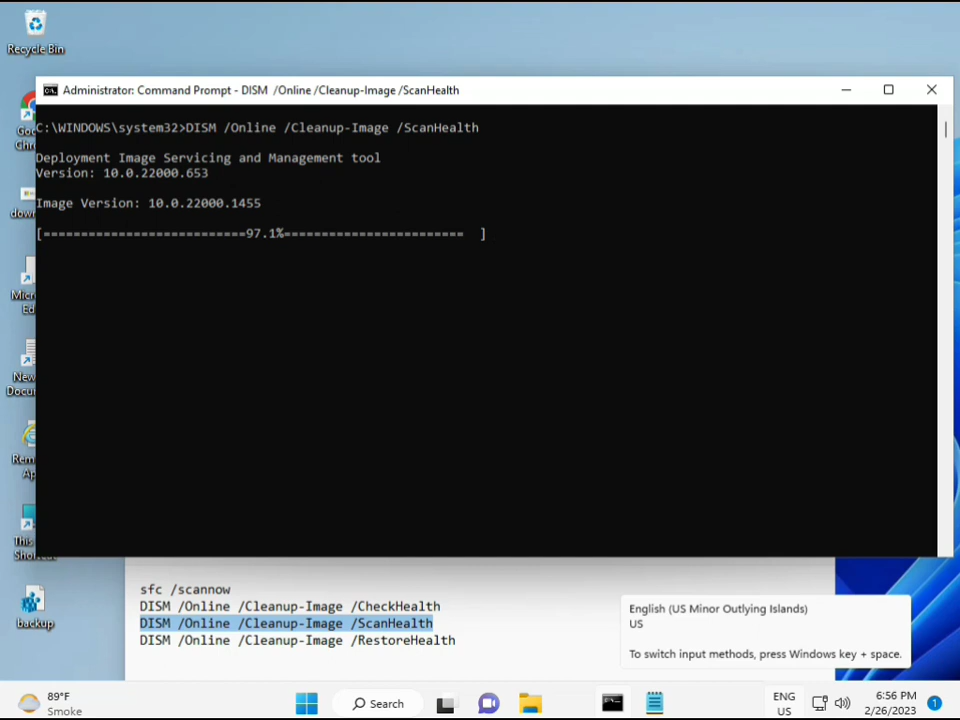 Recycle Bin
Administrator: Command Prompt - DISM  /Online /Cleanup-Image /ScanHealth
C:\WINDOWS\system32>DISM /Online /Cleanup-Image /ScanHealth
Deployment Image Servicing and Management tool
Version: 10.0.22000.653
Image Version: 10.0.22000.1455
[===========================97.1%========================  ]
backup
sfc /scannow
DISM /Online /Cleanup-Image /CheckHealth
DISM /Online /Cleanup-Image /ScanHealth
DISM /Online /Cleanup-Image /RestoreHealth
English (US Minor Outlying Islands)
US
To switch input methods, press Windows key + space.
89°F
Smoke
Search
ENG
US
6:56 PM
2/26/2023
1